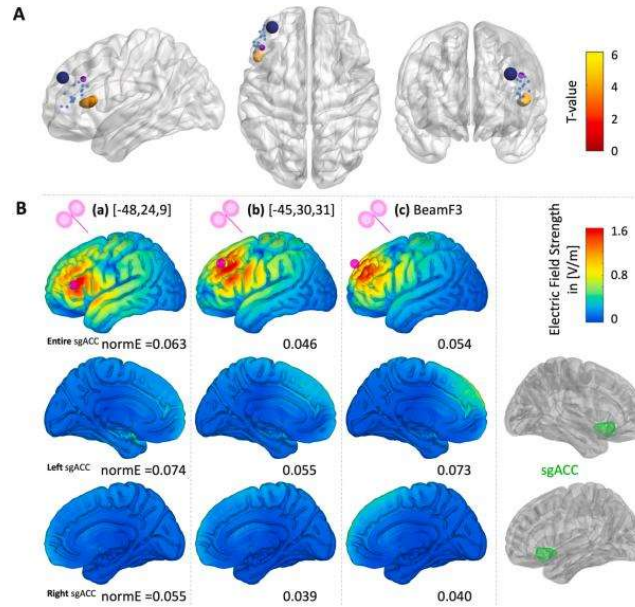 A
6
4
2
0
T-value
B
(a) [-48,24,9]
(b) [-45,30,31]
(c) BeamF3
1.6
0.8
0
Electric Field Strength
in [V/m]
Entire sgACC normE =0.063
0.046
0.054
Left sgACC normE =0.074
0.055
0.073
sgACC
Right sgACC normE =0.055
0.039
0.040